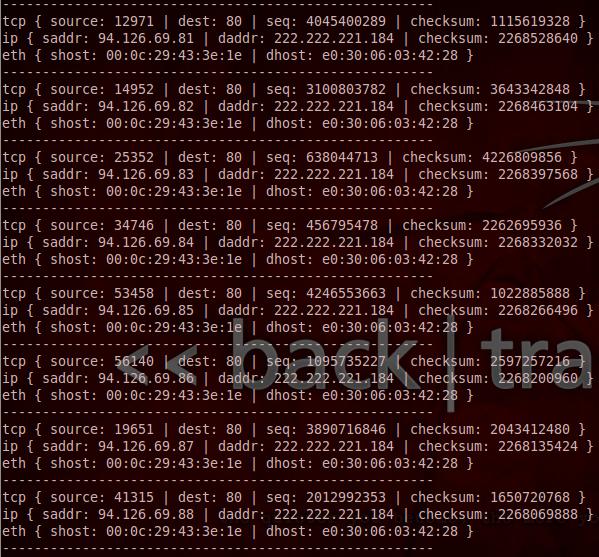 -----------------------------------------------------
tcp { source: 12971 | dest: 80 | seq: 4045400289 | checksum: 1115619328 }
ip { saddr: 94.126.69.81 | daddr: 222.222.221.184 | checksum: 2268528640 }
eth { shost: 00:0c:29:43:3e:1e | dhost: e0:30:06:03:42:28 }
-----------------------------------------------------
tcp { source: 14952 | dest: 80 | seq: 3100803782 | checksum: 3643342848 }
ip { saddr: 94.126.69.82 | daddr: 222.222.221.184 | checksum: 2268463104 }
eth { shost: 00:0c:29:43:3e:1e | dhost: e0:30:06:03:42:28 }
-----------------------------------------------------
tcp { source: 25352 | dest: 80 | seq: 638044713 | checksum: 4226809856 }
ip { saddr: 94.126.69.83 | daddr: 222.222.221.184 | checksum: 2268397568 }
eth { shost: 00:0c:29:43:3e:1e | dhost: e0:30:06:03:42:28 }
-----------------------------------------------------
tcp { source: 34746 | dest: 80 | seq: 456795478 | checksum: 2262695936 }
ip { saddr: 94.126.69.84 | daddr: 222.222.221.184 | checksum: 2268332032 }
eth { shost: 00:0c:29:43:3e:1e | dhost: e0:30:06:03:42:28 }
-----------------------------------------------------
tcp { source: 53458 | dest: 80 | seq: 4246553663 | checksum: 1022885888 }
ip { saddr: 94.126.69.85 | daddr: 222.222.221.184 | checksum: 2268266496 }
eth { shost: 00:0c:29:43:3e:1e | dhost: e0:30:06:03:42:28 }
-----------------------------------------------------
tcp { source: 56140 | dest: 80 | seq: 1095735227 | checksum: 2597257216 }
ip { saddr: 94.126.69.86 | daddr: 222.222.221.184 | checksum: 2268200960 }
eth { shost: 00:0c:29:43:3e:1e | dhost: e0:30:06:03:42:28 }
<< back | tra
-----------------------------------------------------
tcp { source: 19651 | dest: 80 | seq: 3890716846 | checksum: 2043412480 }
ip { saddr: 94.126.69.87 | daddr: 222.222.221.184 | checksum: 2268135424 }
eth { shost: 00:0c:29:43:3e:1e | dhost: e0:30:06:03:42:28 }
-----------------------------------------------------
tcp { source: 41315 | dest: 80 | seq: 2012992353 | checksum: 1650720768 }
ip { saddr: 94.126.69.88 | daddr: 222.222.221.184 | checksum: 2268069888 }
eth { shost: 00:0c:29:43:3e:1e | dhost: e0:30:06:03:42:28 }
-----------------------------------------------------